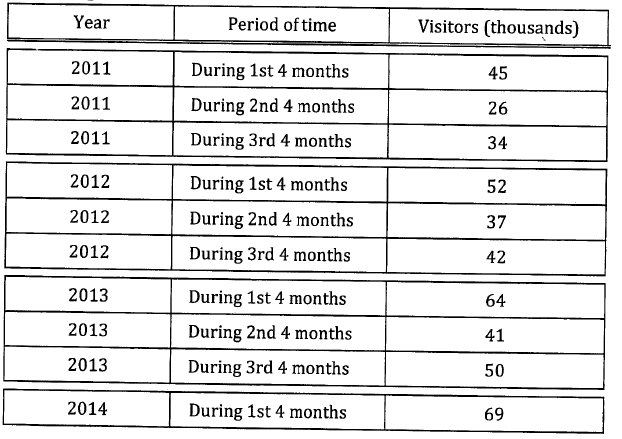 Year Period of time Visitors (thousands)
2011 During 1st 4 months 45
2011 During 2nd 4 months 26
2011 During 3rd 4 months 34
2012 During 1st 4 months 52
2012 During 2nd 4 months 37
2012 During 3rd 4 months 42
2013 During 1st 4 months 64
2013 During 2nd 4 months 41
2013 During 3rd 4 months 50
2014 During 1st 4 months 69